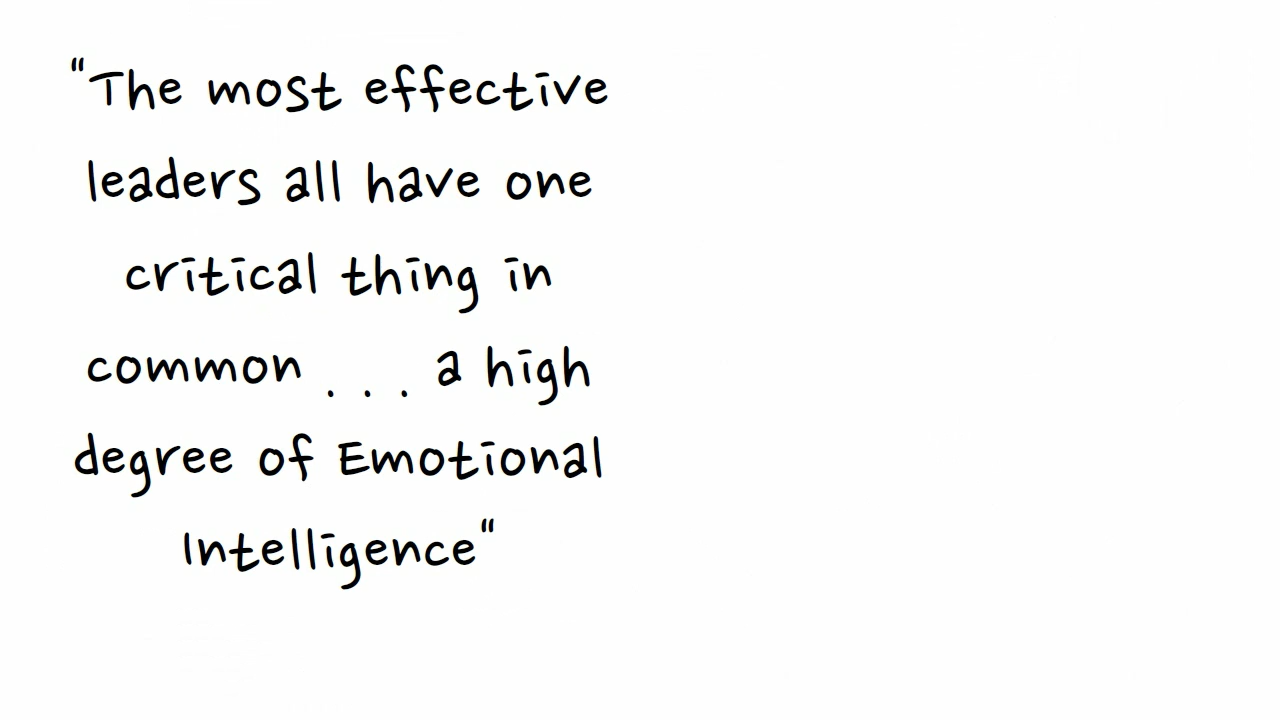 "The most effective
leaders all have one
critical thing in
common . . . a high
degree of Emotional
Intelligence"